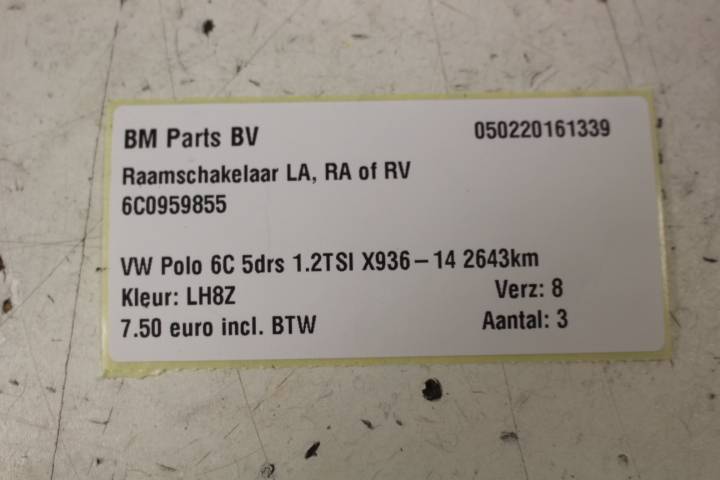 BM Parts BV 050220161339
Raamschakelaar LA, RA of RV
6C0959855
VW Polo 6C 5drs 1.2TSI X936-14 2643km
Kleur: LH8Z Verz: 8
7.50 euro incl. BTW Aantal: 3